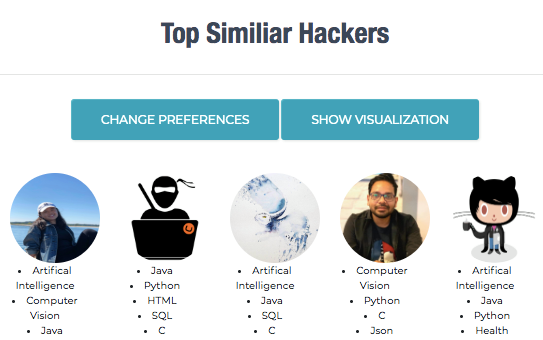 Top Similiar Hackers
CHANGE PREFERENCES
SHOW VISUALIZATION
• Artifical
Intelligence
• Computer
Vision
• Java
• Java
• Python
• HTML
• SQL
• C
• Artifical
Intelligence
• Java
• SQL
• C
• Computer
Vision
• Python
• C
• Json
• Artifical
Intelligence
• Java
• Python
• Health